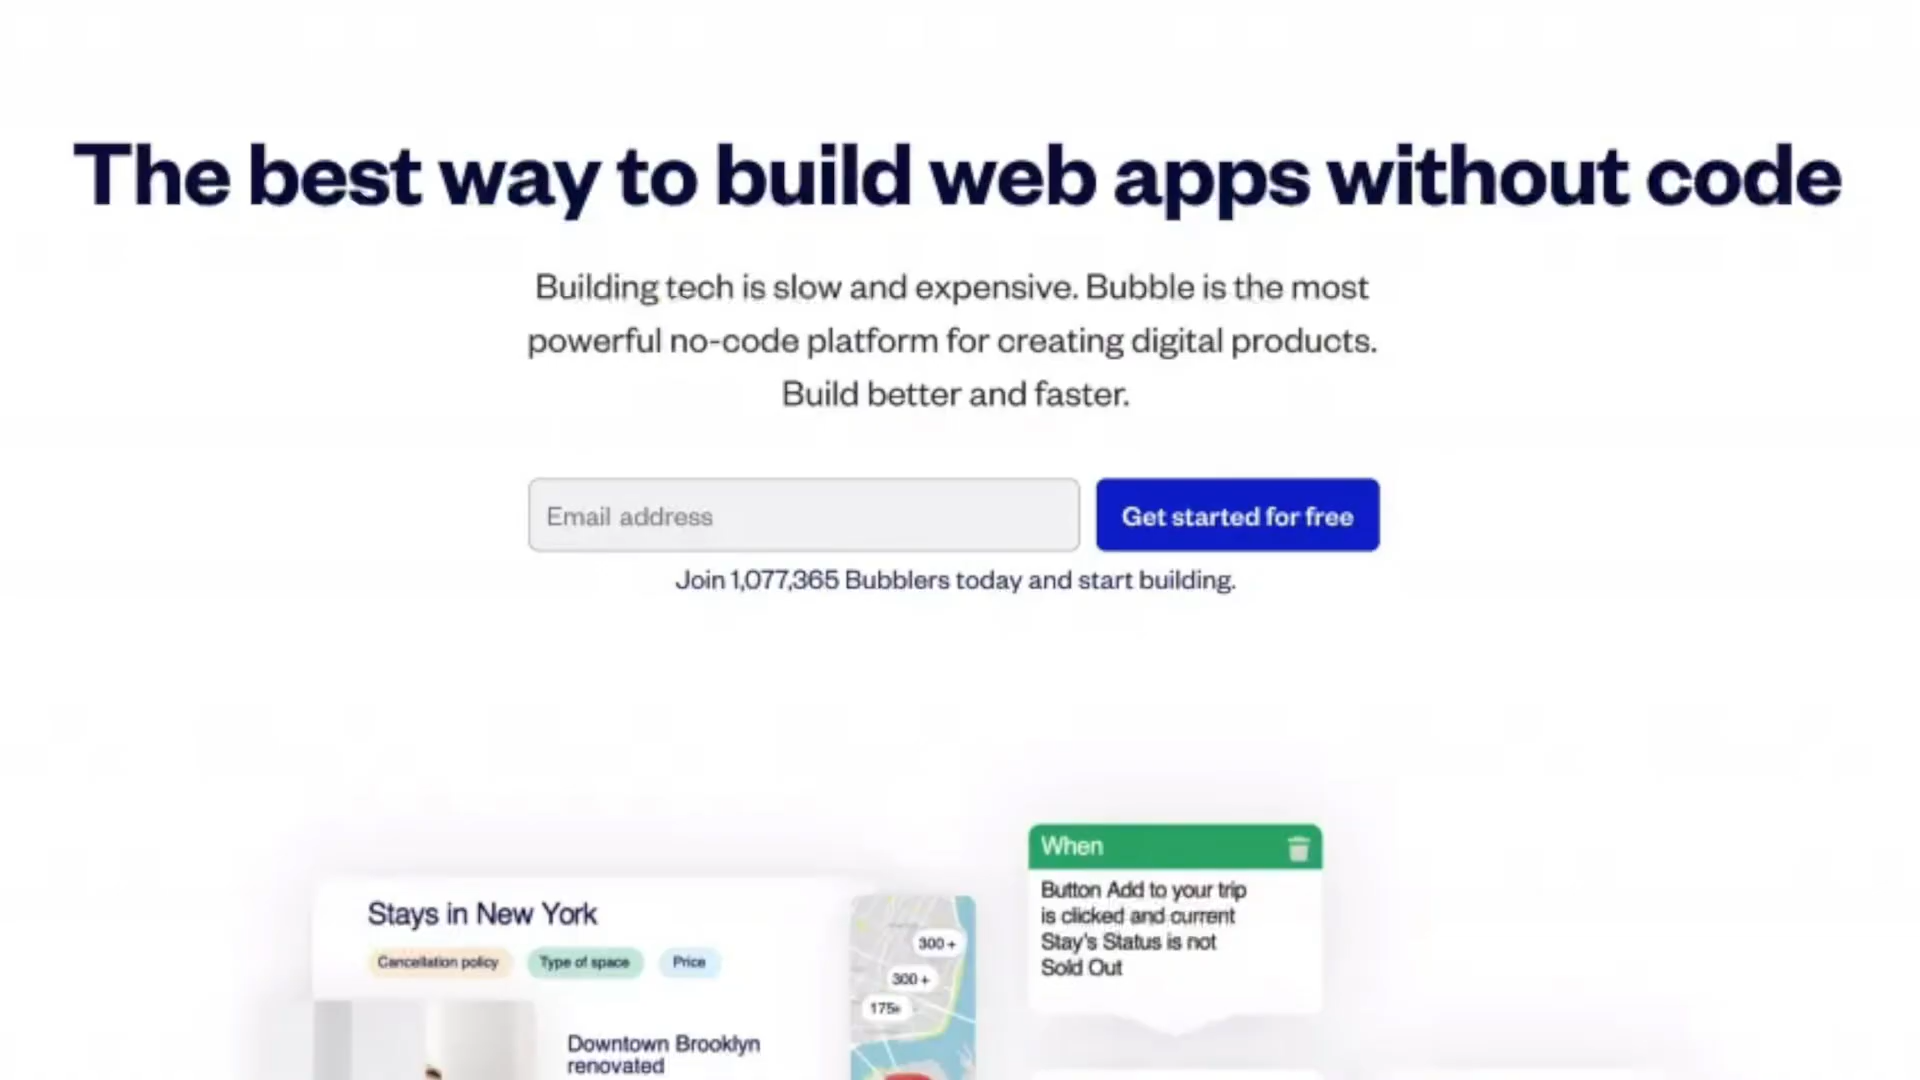 The best way to build web apps without code
Building tech is slow and expensive. Bubble is the most
powerful no-code platform for creating digital products.
Build better and faster.
Email address
Get started for free
Join 1,077,365 Bubblers today and start building.
Stays in New York
Cancellation policy
Type of space
Price
Downtown Brooklyn
renovated
300 +
300 +
175+
When
Button Add to your trip
is clicked and current
Stay's Status is not
Sold Out